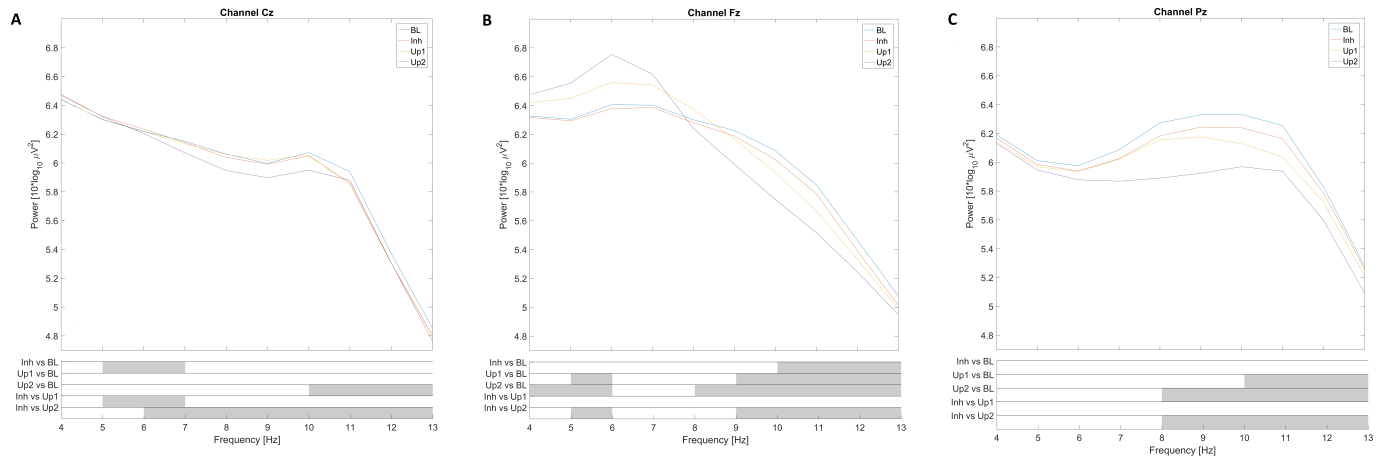 A
Channel Cz
6.8
6.6
6.4
6.2
6
5.8
5.6
5.4
5.2
5
4.8
Power [10*log10 μV2]
BL
Inh
Up1
Up2
Inh vs BL
Up1 vs BL
Up2 vs BL
Inh vs Up1
Inh vs Up2
4 5 6 7 8 9 10 11 12 13
Frequency [Hz]
B
Channel Fz
6.8
6.6
6.4
6.2
6
5.8
5.6
5.4
5.2
5
4.8
Power [10*log10 μV2]
BL
Inh
Up1
Up2
Inh vs BL
Up1 vs BL
Up2 vs BL
Inh vs Up1
Inh vs Up2
4 5 6 7 8 9 10 11 12 13
Frequency [Hz]
C
Channel Pz
6.8
6.6
6.4
6.2
6
5.8
5.6
5.4
5.2
5
4.8
Power [10*log10 μV2]
BL
Inh
Up1
Up2
Inh vs BL
Up1 vs BL
Up2 vs BL
Inh vs Up1
Inh vs Up2
4 5 6 7 8 9 10 11 12 13
Frequency [Hz]